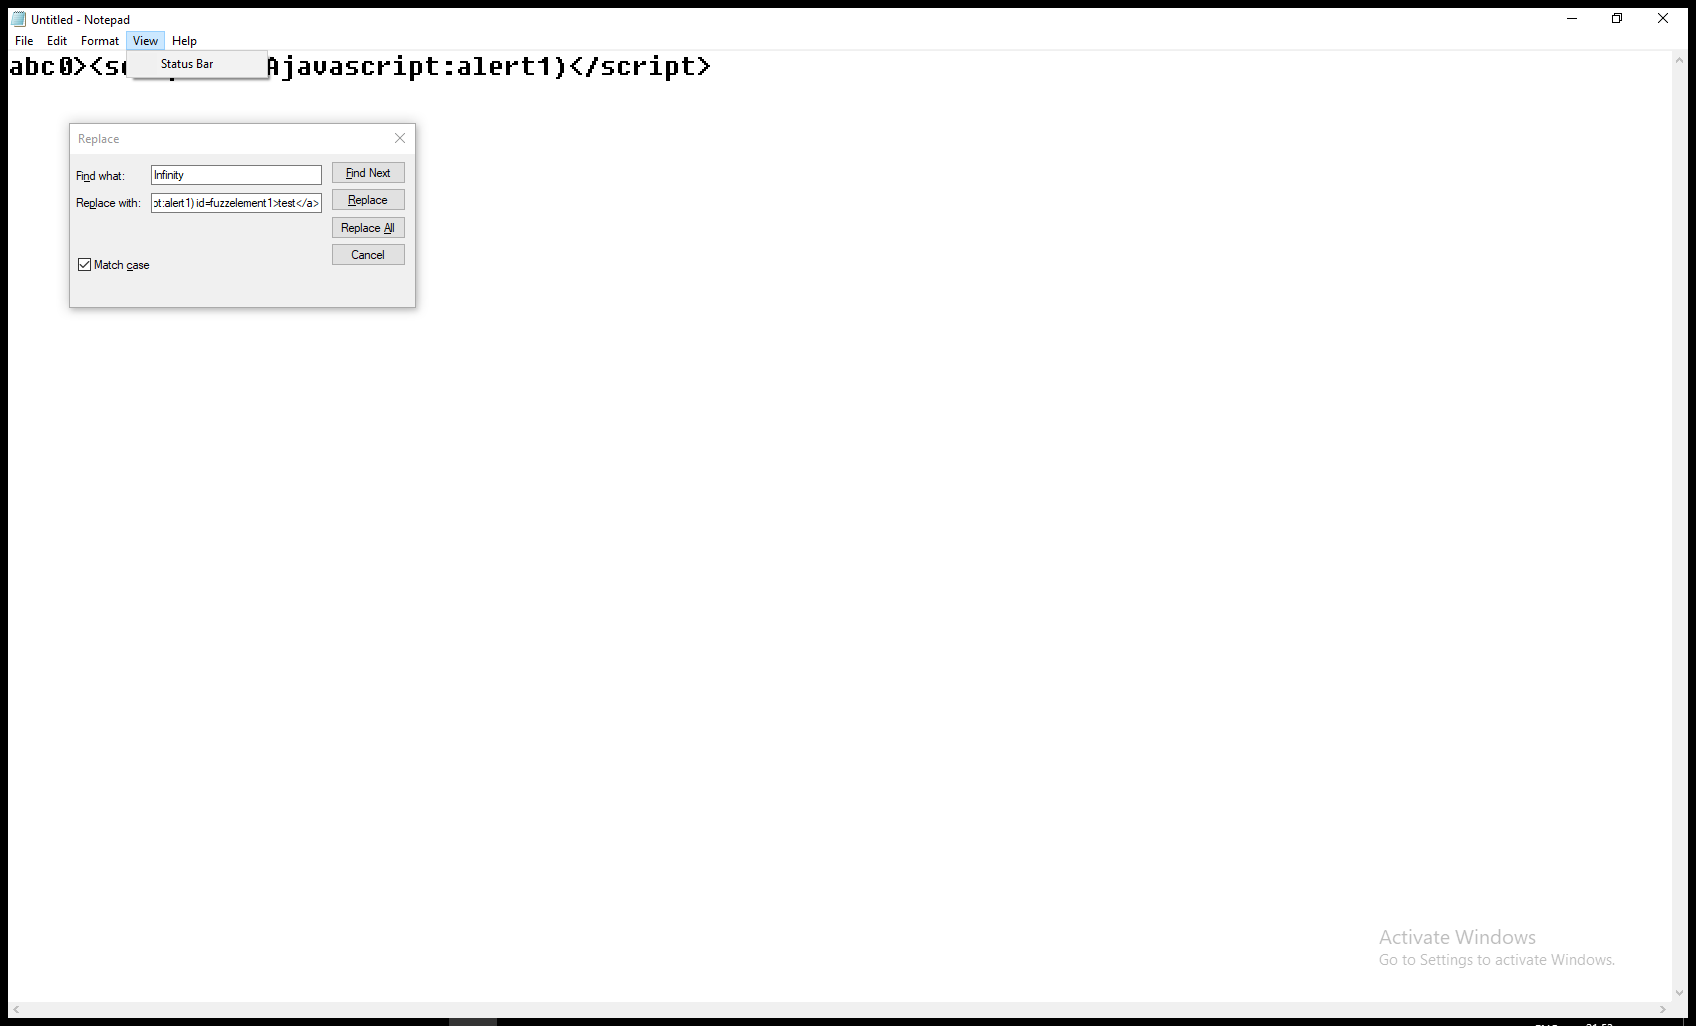 Untitled - Notepad
File Edit Format View Help
Status Bar
abc0>< Ajavascript:alert1)</script>
Replace
Find what: Infinity Find Next
Replace with: pt:alert1) id=fuzzelement1>test</a> Replace
Replace All
Cancel
Match case
Activate Windows
Go to Settings to activate Windows.